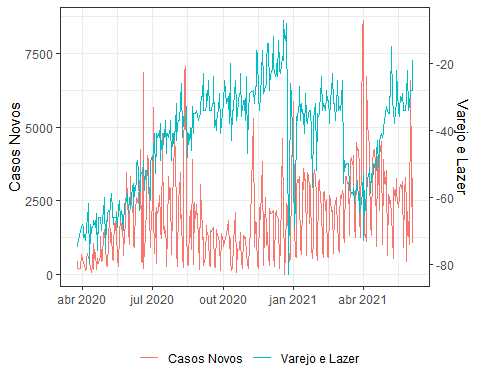 Casos Novos
7500
5000
2500
0
-20
-40
-60
-80
Varejo e Lazer
abr 2020
jul 2020
out 2020
jan 2021
abr 2021
Casos Novos
Varejo e Lazer